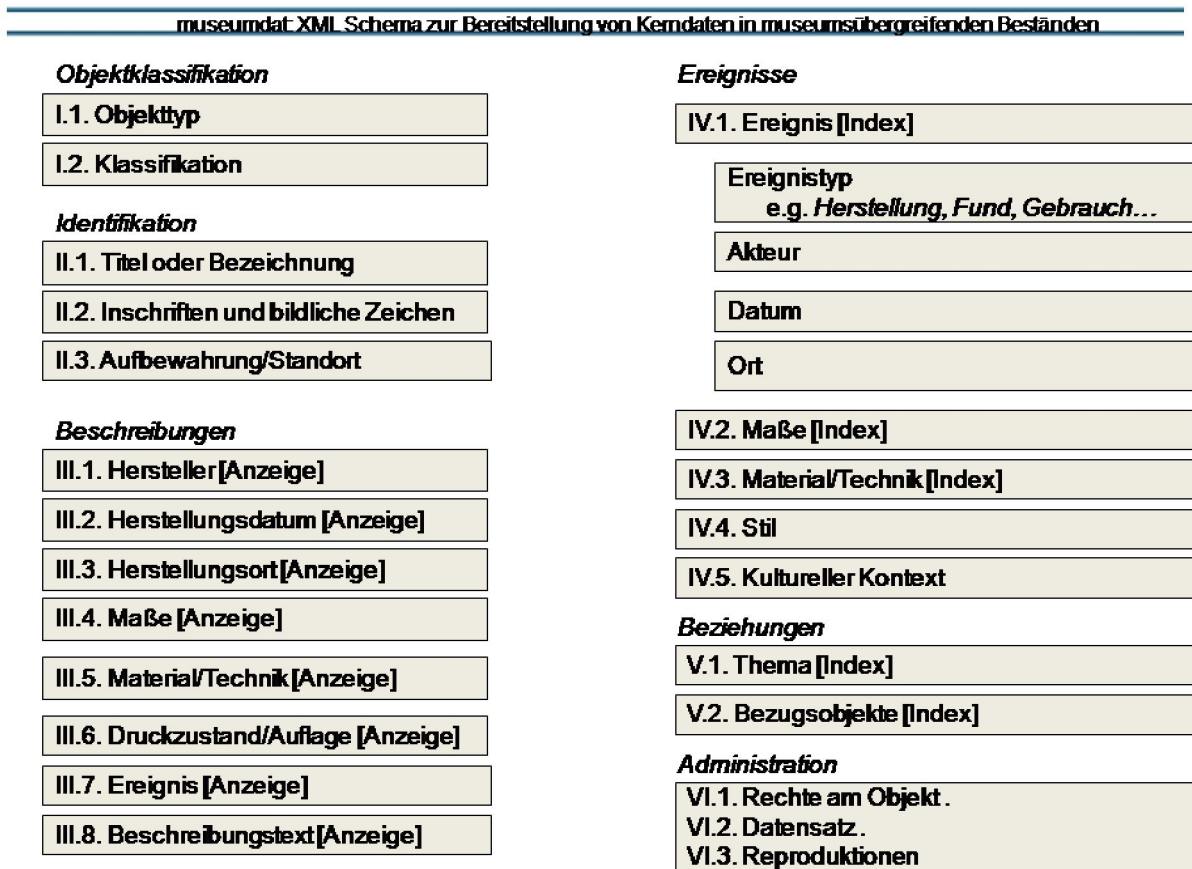 museumdat: XML Schema zur Bereitstellung von Kerndaten in museumsübergreifenden Beständen
Objektklassifikation
I.1. Objekttyp
I.2. Klassifikation
Identifikation
II.1. Titel oder Bezeichnung
II.2. Inschriften und bildliche Zeichen
II.3. Aufbewahrung/Standort
Beschreibungen
III.1. Hersteller [Anzeige]
III.2. Herstellungsdatum [Anzeige]
III.3. Herstellungsort [Anzeige]
III.4. Maße [Anzeige]
III.5. Material/Technik [Anzeige]
III.6. Druckzustand/Auflage [Anzeige]
III.7. Ereignis [Anzeige]
III.8. Beschreibungstext [Anzeige]
Ereignisse
IV.1. Ereignis [Index]
Ereignistyp
e.g. Herstellung, Fund, Gebrauch...
Akteur
Datum
Ort
IV.2. Maße [Index]
IV.3. Material/Technik [Index]
IV.4. Stil
IV.5. Kultureller Kontext
Beziehungen
V.1. Thema [Index]
V.2. Bezugsobjekte [Index]
Administration
VI.1. Rechte am Objekt .
VI.2. Datensatz .
VI.3. Reproduktionen